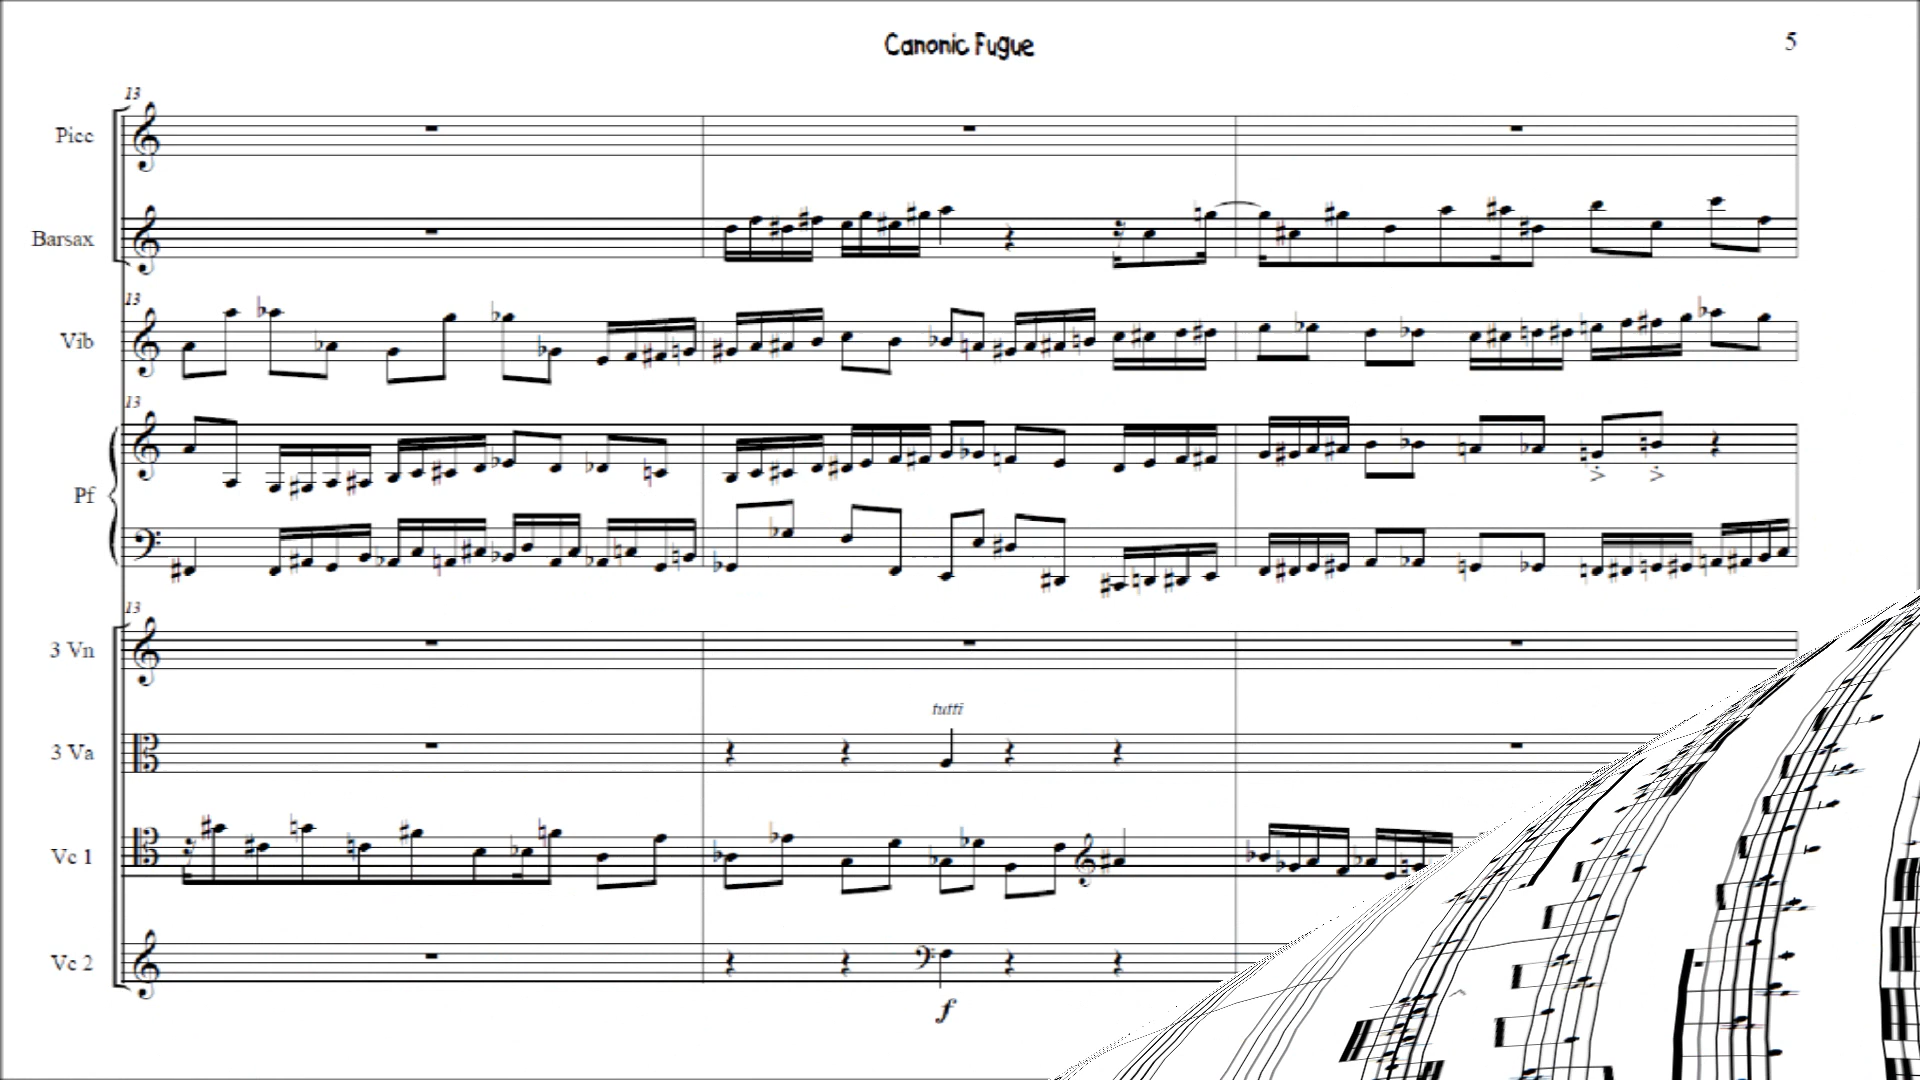 Canonic Fugue
5
13
Picc
Barsax
13
Vib
13
Pf
13
3 Vn
tutti
3 Va
Vc 1
Vc 2
f